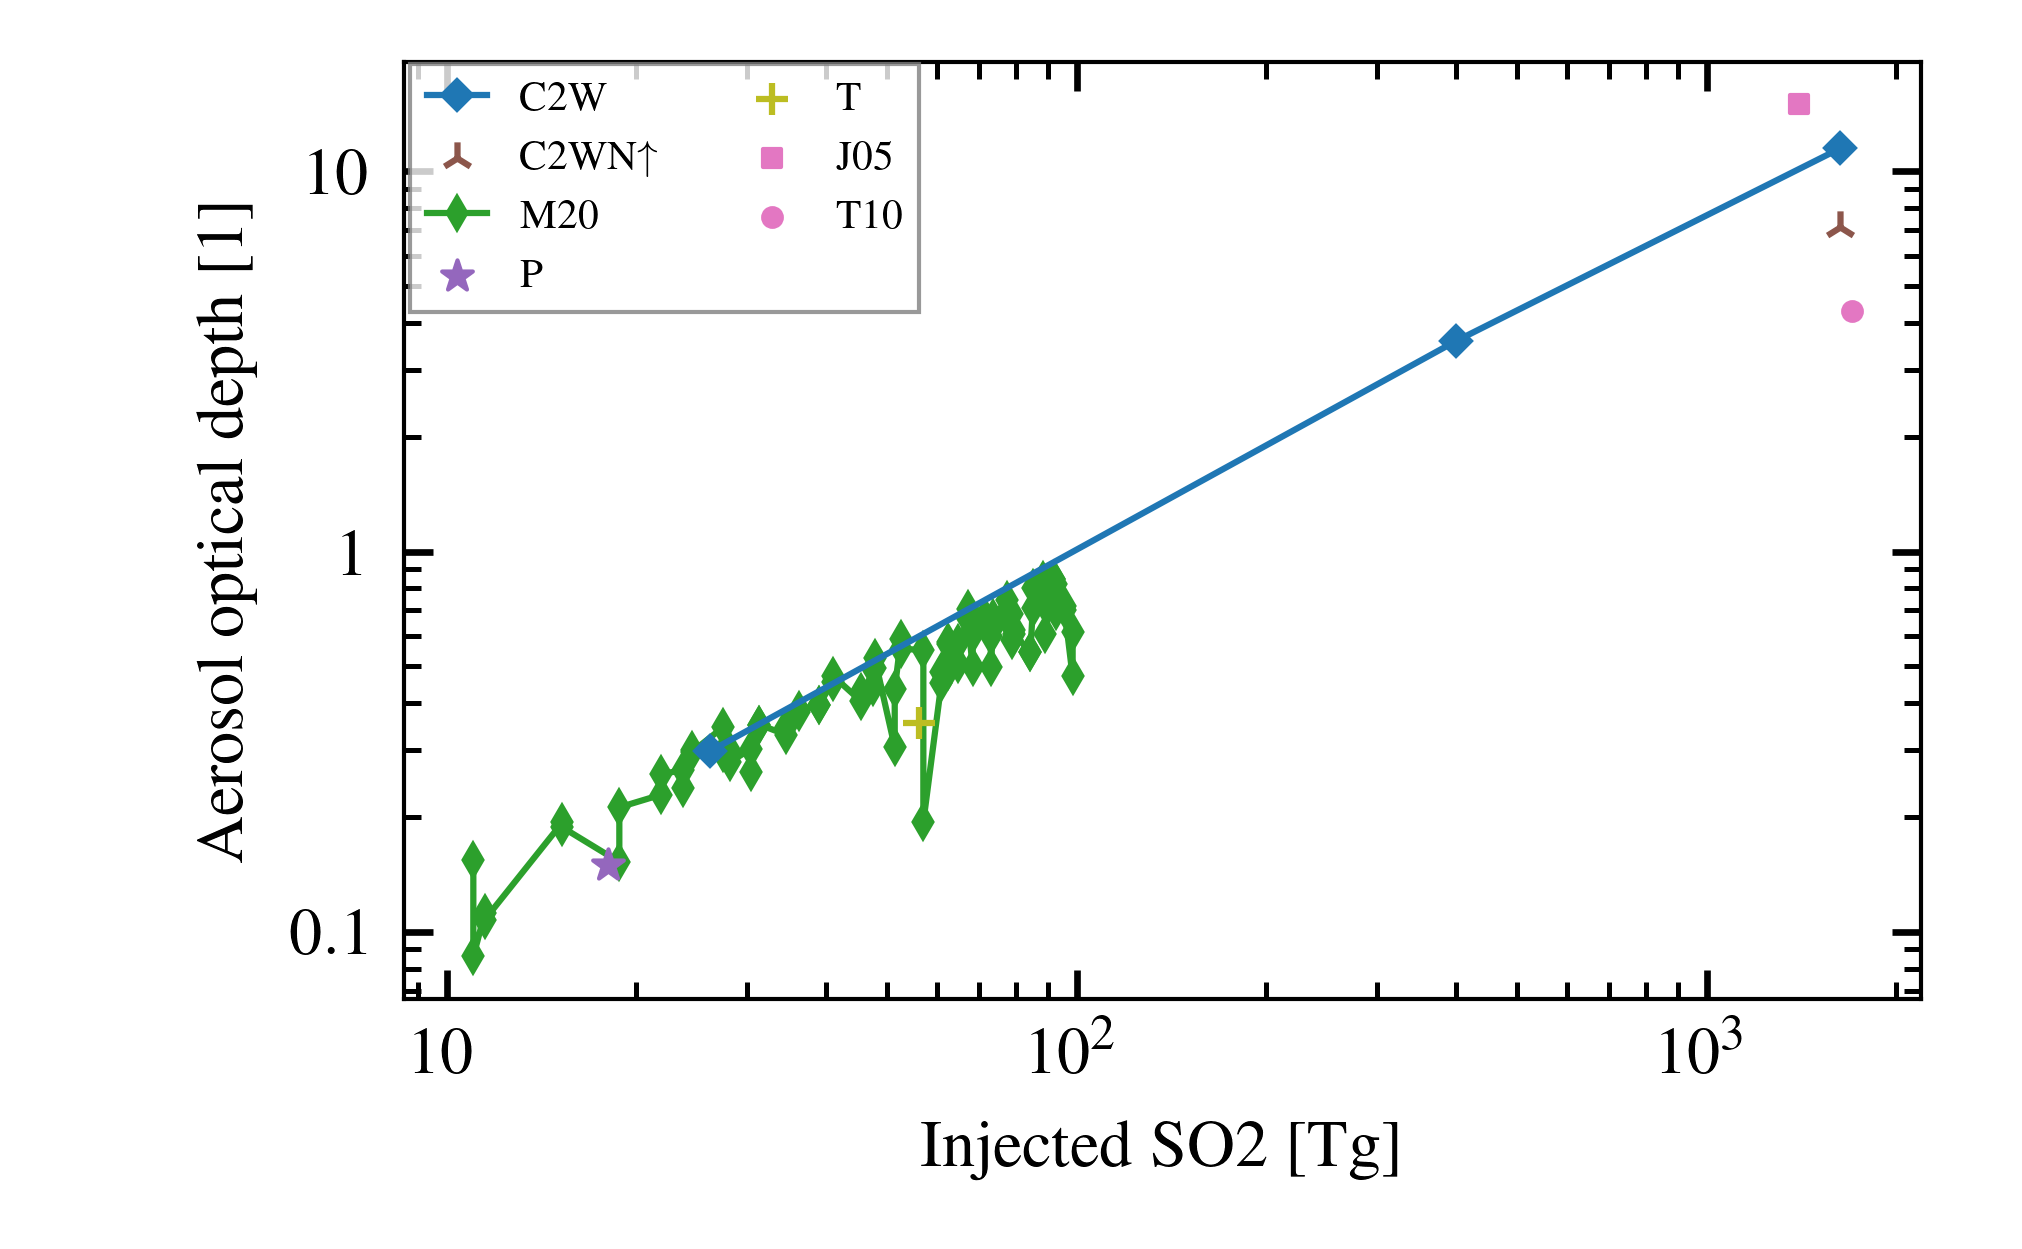 C2W
C2WN↑
M20
P
T
J05
T10
10
1
0.1
Aerosol optical depth [1]
10
10²
10³
Injected SO2 [Tg]